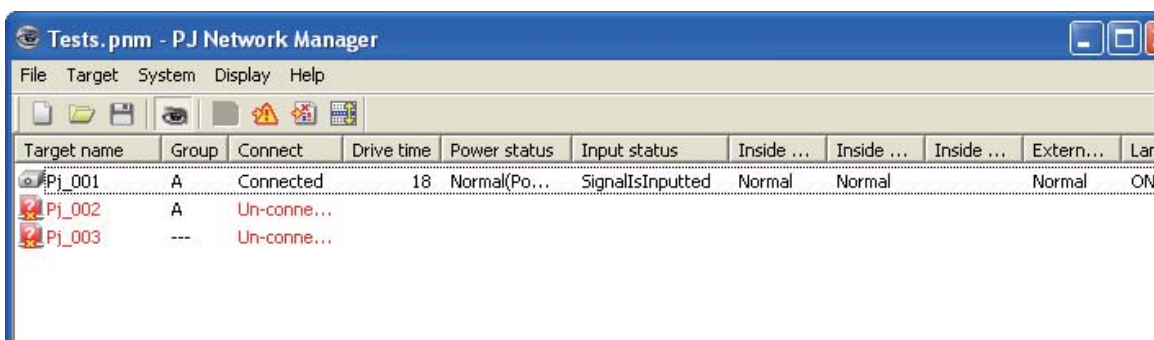 Tests.pnm - PJ Network Manager
File Target System Display Help
Target name Group Connect Drive time Power status Input status Inside ... Inside ... Inside ... Extern... Lar
Pj_001 A Connected 18 Normal(Po... SignalIsInputted Normal Normal Normal ON
Pj_002 A Un-conne...
Pj_003 --- Un-conne...